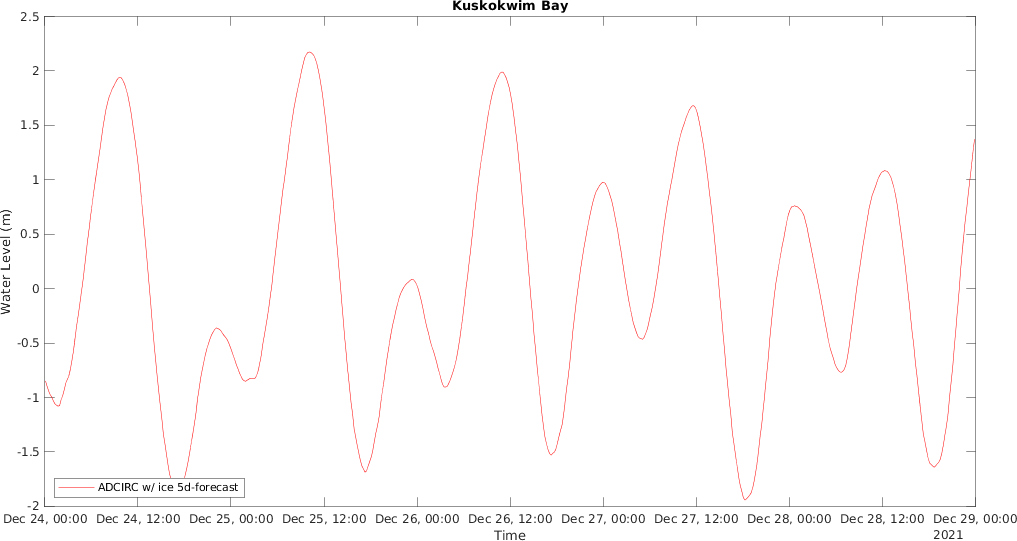 Kuskokwim Bay
2.5
2
1.5
1
0.5
0
-0.5
-1
-1.5
-2
Water Level (m)
ADCIRC w/ ice 5d-forecast
Dec 24, 00:00 Dec 24, 12:00 Dec 25, 00:00 Dec 25, 12:00 Dec 26, 00:00 Dec 26, 12:00 Dec 27, 00:00 Dec 27, 12:00 Dec 28, 00:00 Dec 28, 12:00 Dec 29, 00:00
Time
2021